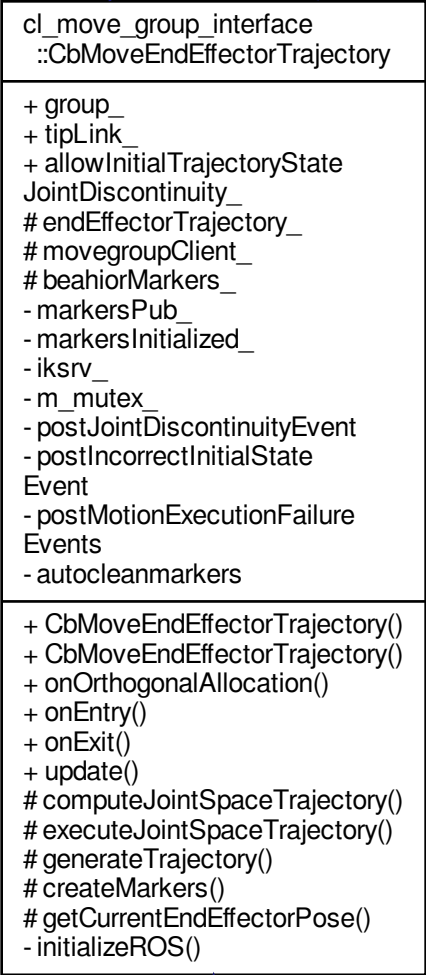 cl_move_group_interface
::CbMoveEndEffectorTrajectory
+ group_
+ tipLink_
+ allowInitialTrajectoryState
JointDiscontinuity_
# endEffectorTrajectory_
# movegroupClient_
# beahiorMarkers_
- markersPub_
- markersInitialized_
- iksrv_
- m_mutex_
- postJointDiscontinuityEvent
- postIncorrectInitialState
Event
- postMotionExecutionFailure
Events
- autocleanmarkers
+ CbMoveEndEffectorTrajectory()
+ CbMoveEndEffectorTrajectory()
+ onOrthogonalAllocation()
+ onEntry()
+ onExit()
+ update()
# computeJointSpaceTrajectory()
# executeJointSpaceTrajectory()
# generateTrajectory()
# createMarkers()
# getCurrentEndEffectorPose()
- initializeROS()